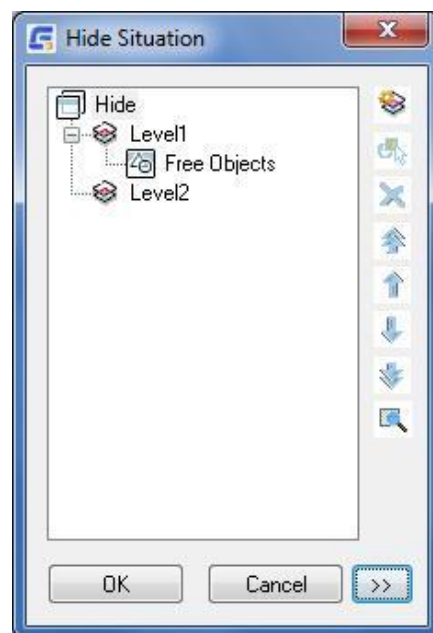 Hide Situation
Hide
Level1
Free Objects
Level2
OK
Cancel
>>